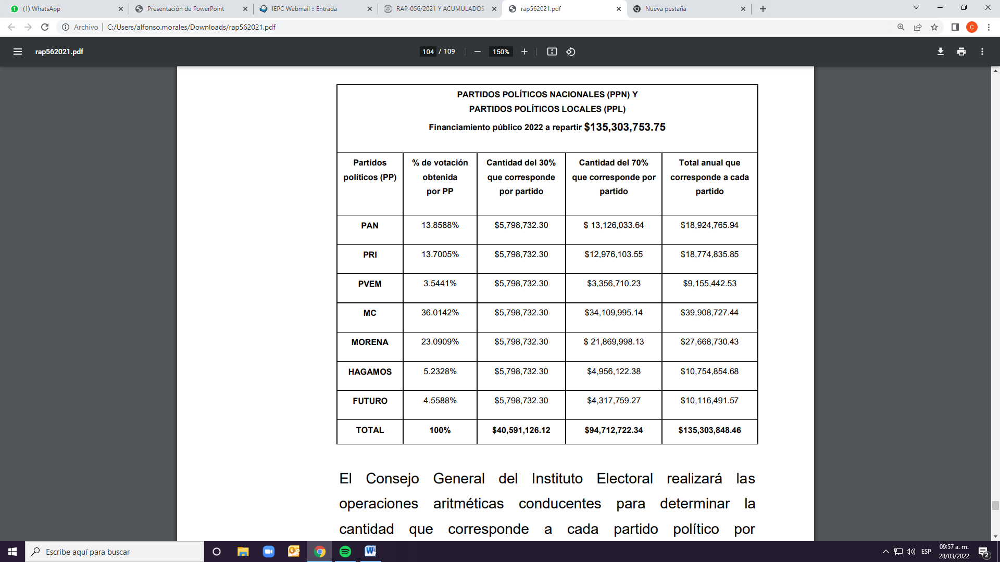 (1) WhatsApp
Presentación de PowerPoint
IEPC Webmail :: Entrada
RAP-056/2021 Y ACUMULADOS
rap562021.pdf
Nueva pestaña
Archivo
C:/Users/alfonso.morales/Downloads/rap562021.pdf
C
rap562021.pdf
104 / 109
150%
PARTIDOS POLÍTICOS NACIONALES (PPN) Y
PARTIDOS POLÍTICOS LOCALES (PPL)
Financiamiento público 2022 a repartir $135,303,753.75
Partidos políticos (PP) % de votación obtenida por PP Cantidad del 30% que corresponde por partido Cantidad del 70% que corresponde por partido Total anual que corresponde a cada partido
PAN 13.8588% $5,798,732.30 $ 13,126,033.64 $18,924,765.94
PRI 13.7005% $5,798,732.30 $12,976,103.55 $18,774,835.85
PVEM 3.5441% $5,798,732.30 $3,356,710.23 $9,155,442.53
MC 36.0142% $5,798,732.30 $34,109,995.14 $39,908,727.44
MORENA 23.0909% $5,798,732.30 $ 21,869,998.13 $27,668,730.43
HAGAMOS 5.2328% $5,798,732.30 $4,956,122.38 $10,754,854.68
FUTURO 4.5588% $5,798,732.30 $4,317,759.27 $10,116,491.57
TOTAL 100% $40,591,126.12 $94,712,722.34 $135,303,848.46
El Consejo General del Instituto Electoral realizará las
operaciones aritméticas conducentes para determinar la
cantidad que corresponde a cada partido político por
Escribe aquí para buscar
ESP
09:57 a. m.
28/03/2022
2